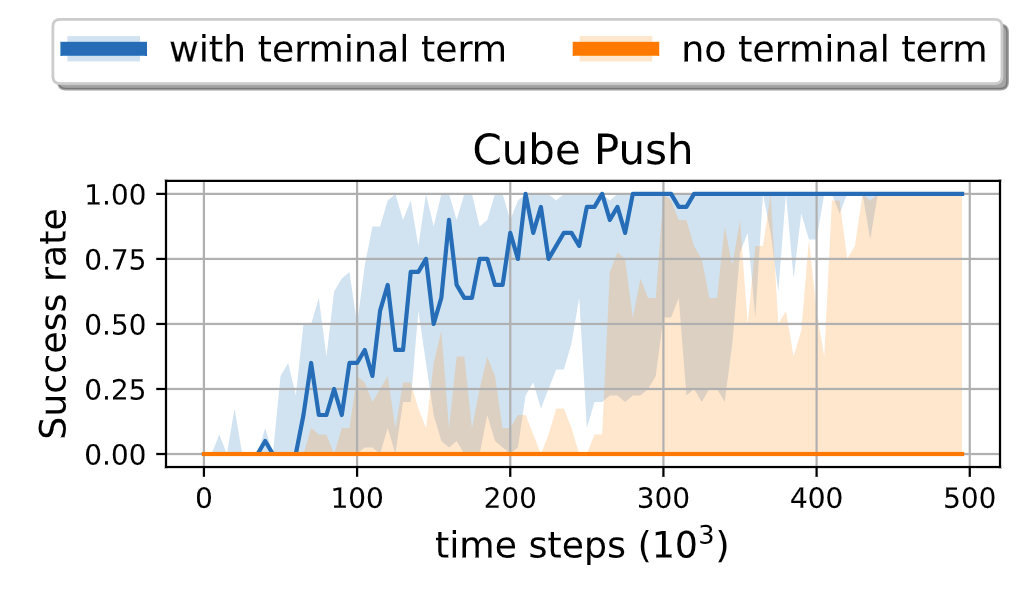 with terminal term no terminal term
Cube Push
Success rate
1.00
0.75
0.50
0.25
0.00
0 100 200 300 400 500
time steps (10³)